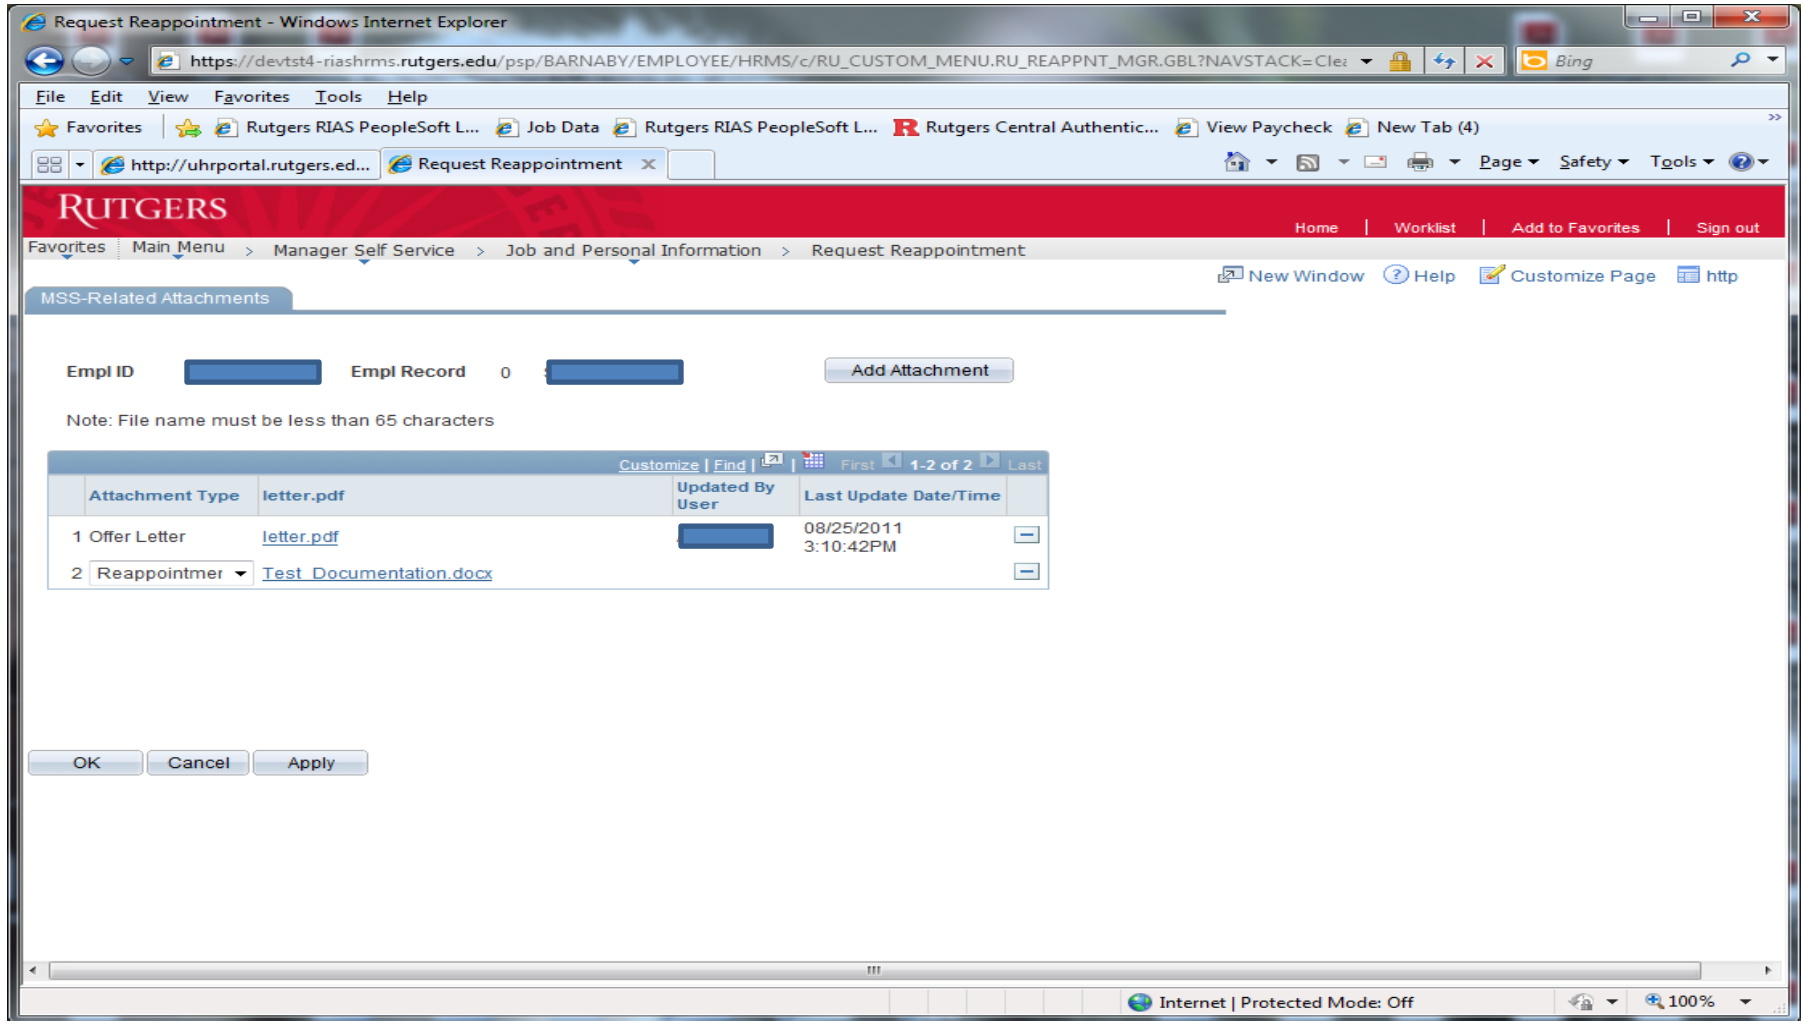 Request Reappointment - Windows Internet Explorer
https://devtst4-riashrms.rutgers.edu/psp/BARNABY/EMPLOYEE/HRMS/c/RU_CUSTOM_MENU.RU_REAPPNT_MGR.GBL?NAVSTACK=Clea
Bing
File Edit View Favorites Tools Help
Favorites Rutgers RIAS PeopleSoft L... Job Data Rutgers RIAS PeopleSoft L... R Rutgers Central Authentic... View Paycheck New Tab (4) »
http://uhrportal.rutgers.ed... Request Reappointment X Page Safety Tools
RUTGERS
Home | Worklist | Add to Favorites | Sign out
Favorites Main Menu > Manager Self Service > Job and Personal Information > Request Reappointment
New Window ? Help Customize Page http
MSS-Related Attachments
Empl ID Empl Record 0 Add Attachment
Note: File name must be less than 65 characters
Customize | Find | | First 1-2 of 2 Last
Attachment Type letter.pdf Updated By User Last Update Date/Time
1 Offer Letter letter.pdf 08/25/2011 3:10:42PM
2 Reappointmer Test_Documentation.docx
OK Cancel Apply
Internet | Protected Mode: Off 100%